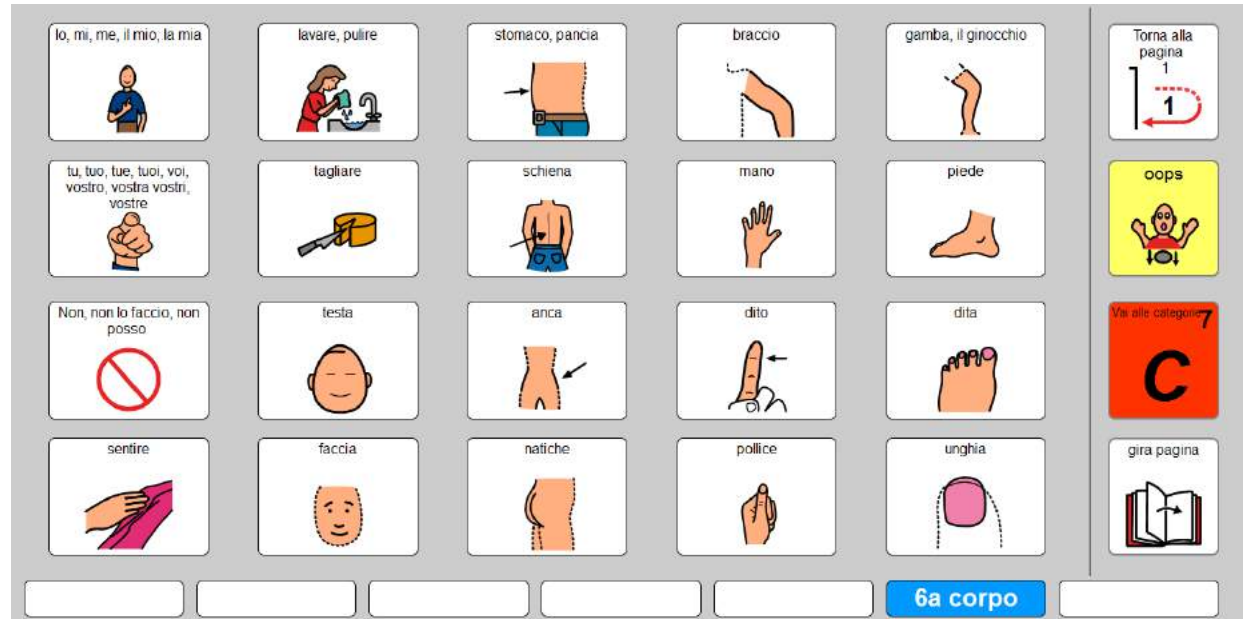 Io, mi, me, il mio, la mia
lavare, pulire
stomaco, pancia
braccio
gamba, il ginocchio
Torna alla
pagina
1
1
tu, tuo, tue, tuoi, voi,
vostro, vostra vostri,
vostre
tagliare
schiena
mano
piede
oops
Non, non lo faccio, non
posso
testa
anca
dito
dita
Vai alle categorie
7
C
sentire
faccia
natiche
pollice
unghia
gira pagina
6a corpo